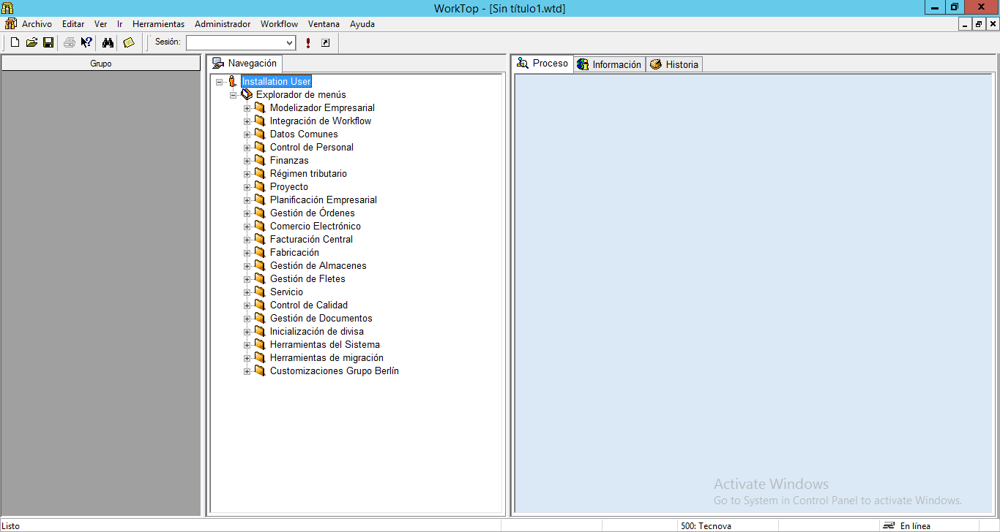 WorkTop - [Sin título1.wtd]
Archivo Editar Ver Ir Herramientas Administrador Workflow Ventana Ayuda
Sesión:
Grupo
Navegación
Installation User
Explorador de menús
Modelizador Empresarial
Integración de Workflow
Datos Comunes
Control de Personal
Finanzas
Régimen tributario
Proyecto
Planificación Empresarial
Gestión de Órdenes
Comercio Electrónico
Facturación Central
Fabricación
Gestión de Almacenes
Gestión de Fletes
Servicio
Control de Calidad
Gestión de Documentos
Inicialización de divisa
Herramientas del Sistema
Herramientas de migración
Customizaciones Grupo Berlín
Proceso Información Historia
Activate Windows
Go to System in Control Panel to activate Windows.
Listo 500: Tecnova En línea